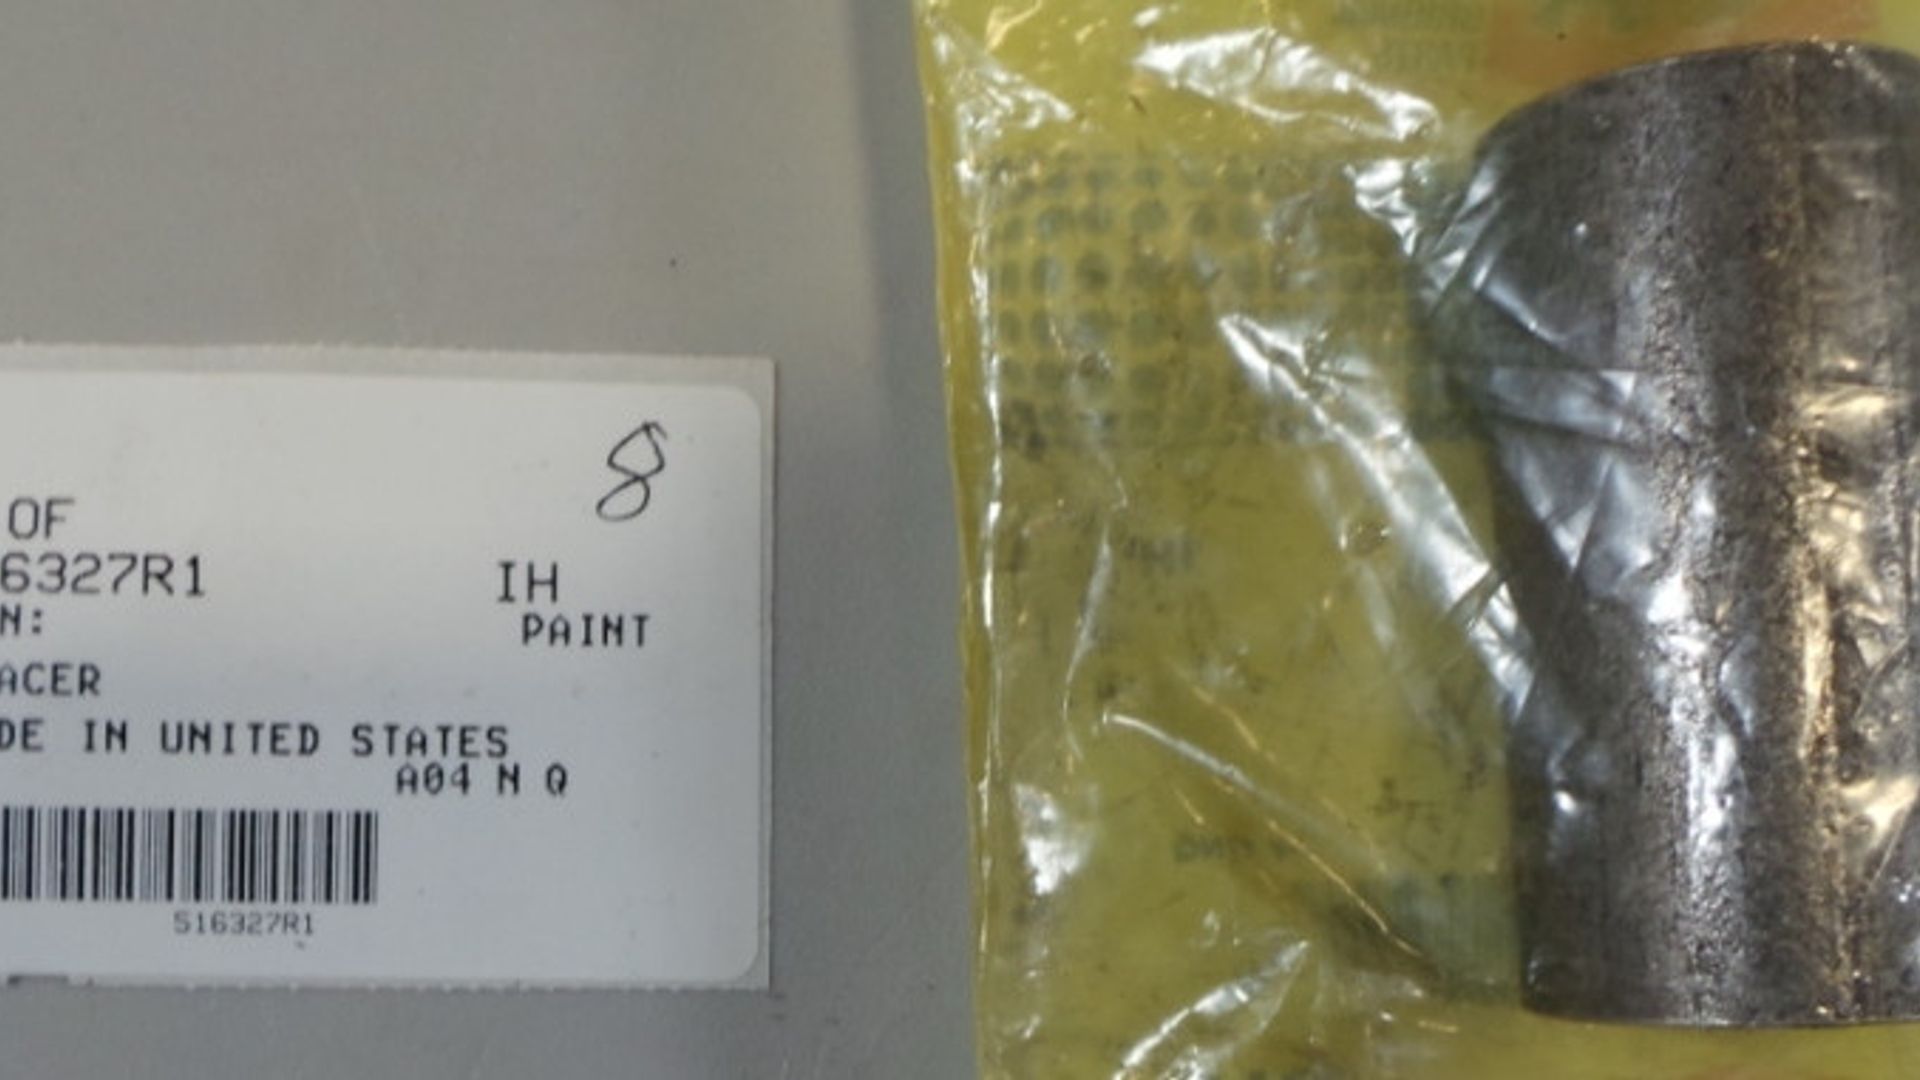 8
OF
6327R1 IH
N: PAINT
ACER
DE IN UNITED STATES
A04 N Q
516327R1